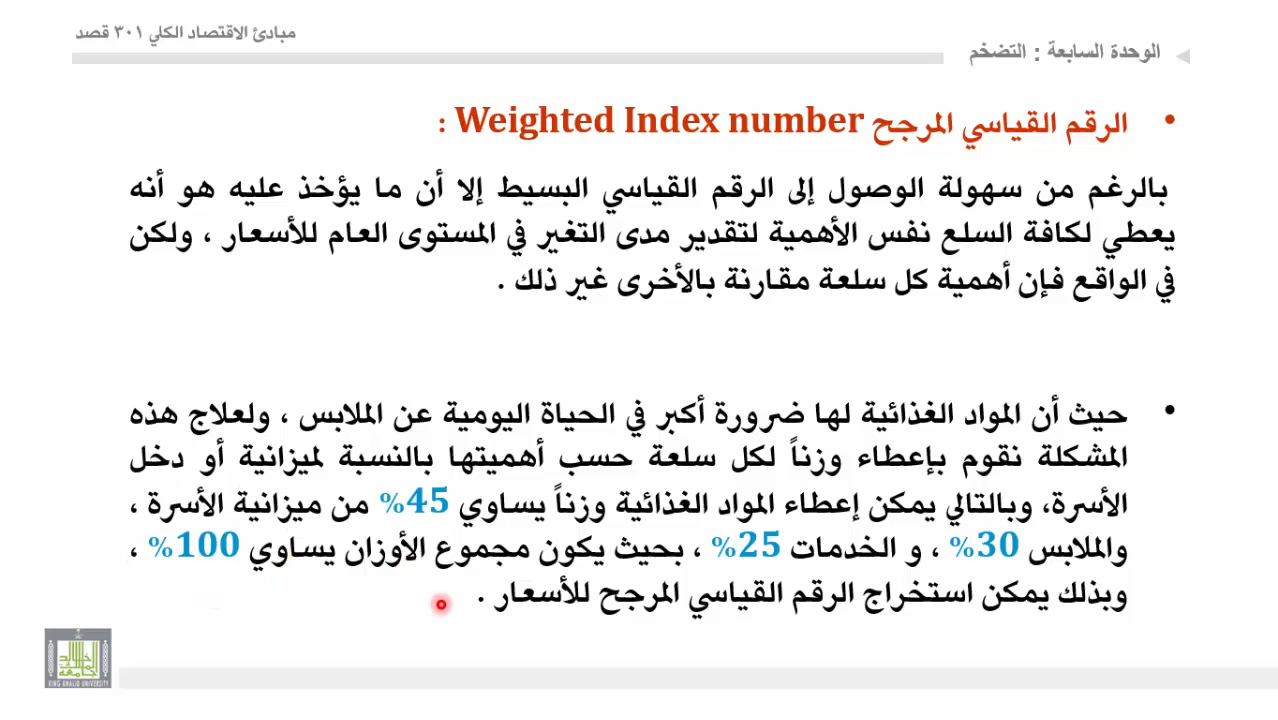 مبادئ الاقتصاد الكلي ٣٠١ قصد
الوحدة السابعة : التضخم
• الرقم القياسي المرجح Weighted Index number :
بالرغم من سهولة الوصول إلى الرقم القياسي البسيط إلا أن ما يؤخذ عليه هو أنه
يعطي لكافة السلع نفس الأهمية لتقدير مدى التغير في المستوى العام للأسعار ، ولكن
في الواقع فإن أهمية كل سلعة مقارنة بالأخرى غير ذلك .
• حيث أن المواد الغذائية لها ضرورة أكبر في الحياة اليومية عن الملابس ، ولعلاج هذه
المشكلة نقوم بإعطاء وزناً لكل سلعة حسب أهميتها بالنسبة لميزانية أو دخل
الأسرة، وبالتالي يمكن إعطاء المواد الغذائية وزناً يساوي 45% من ميزانية الأسرة ،
والملابس 30% ، و الخدمات 25% ، بحيث يكون مجموع الأوزان يساوي 100% ،
وبذلك يمكن استخراج الرقم القياسي المرجح للأسعار .
KING KHALID UNIVERSITY